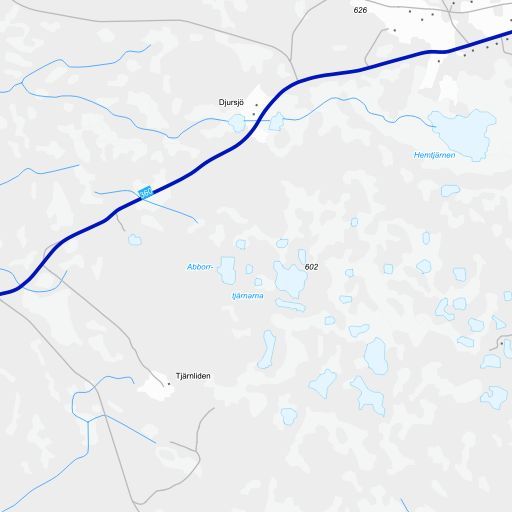 626
Djursjö
Hemtjärnen
360
Abborr-
602
tjärnarna
Tjärnliden